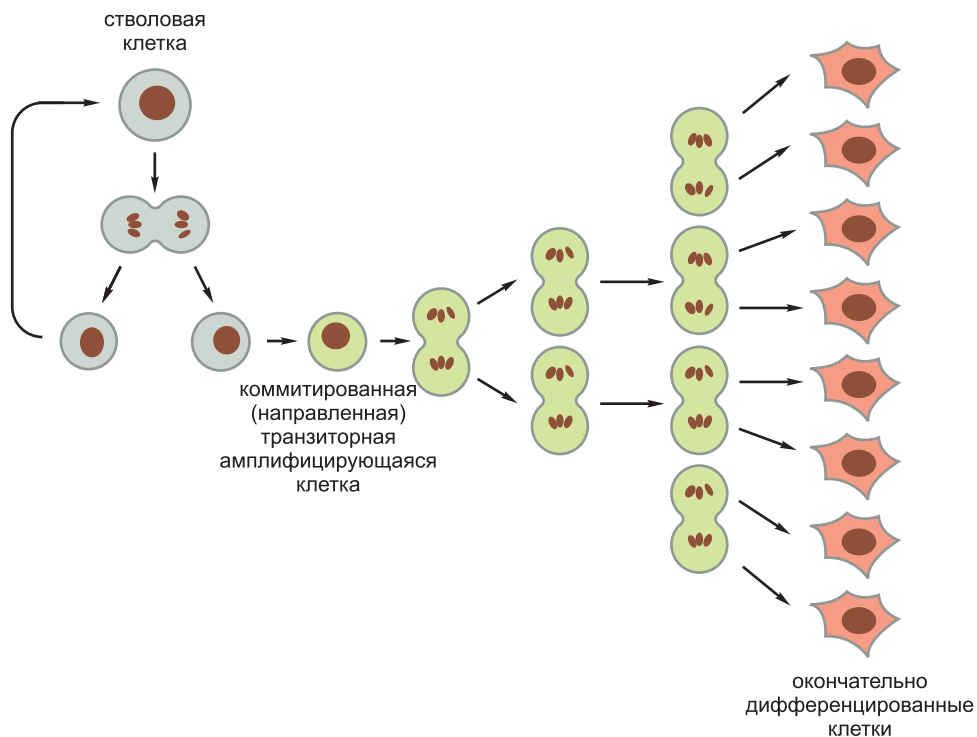 стволовая
клетка
коммитированная
(направленная)
транзиторная
амплифицирующаяся
клетка
окончательно
дифференцированные
клетки